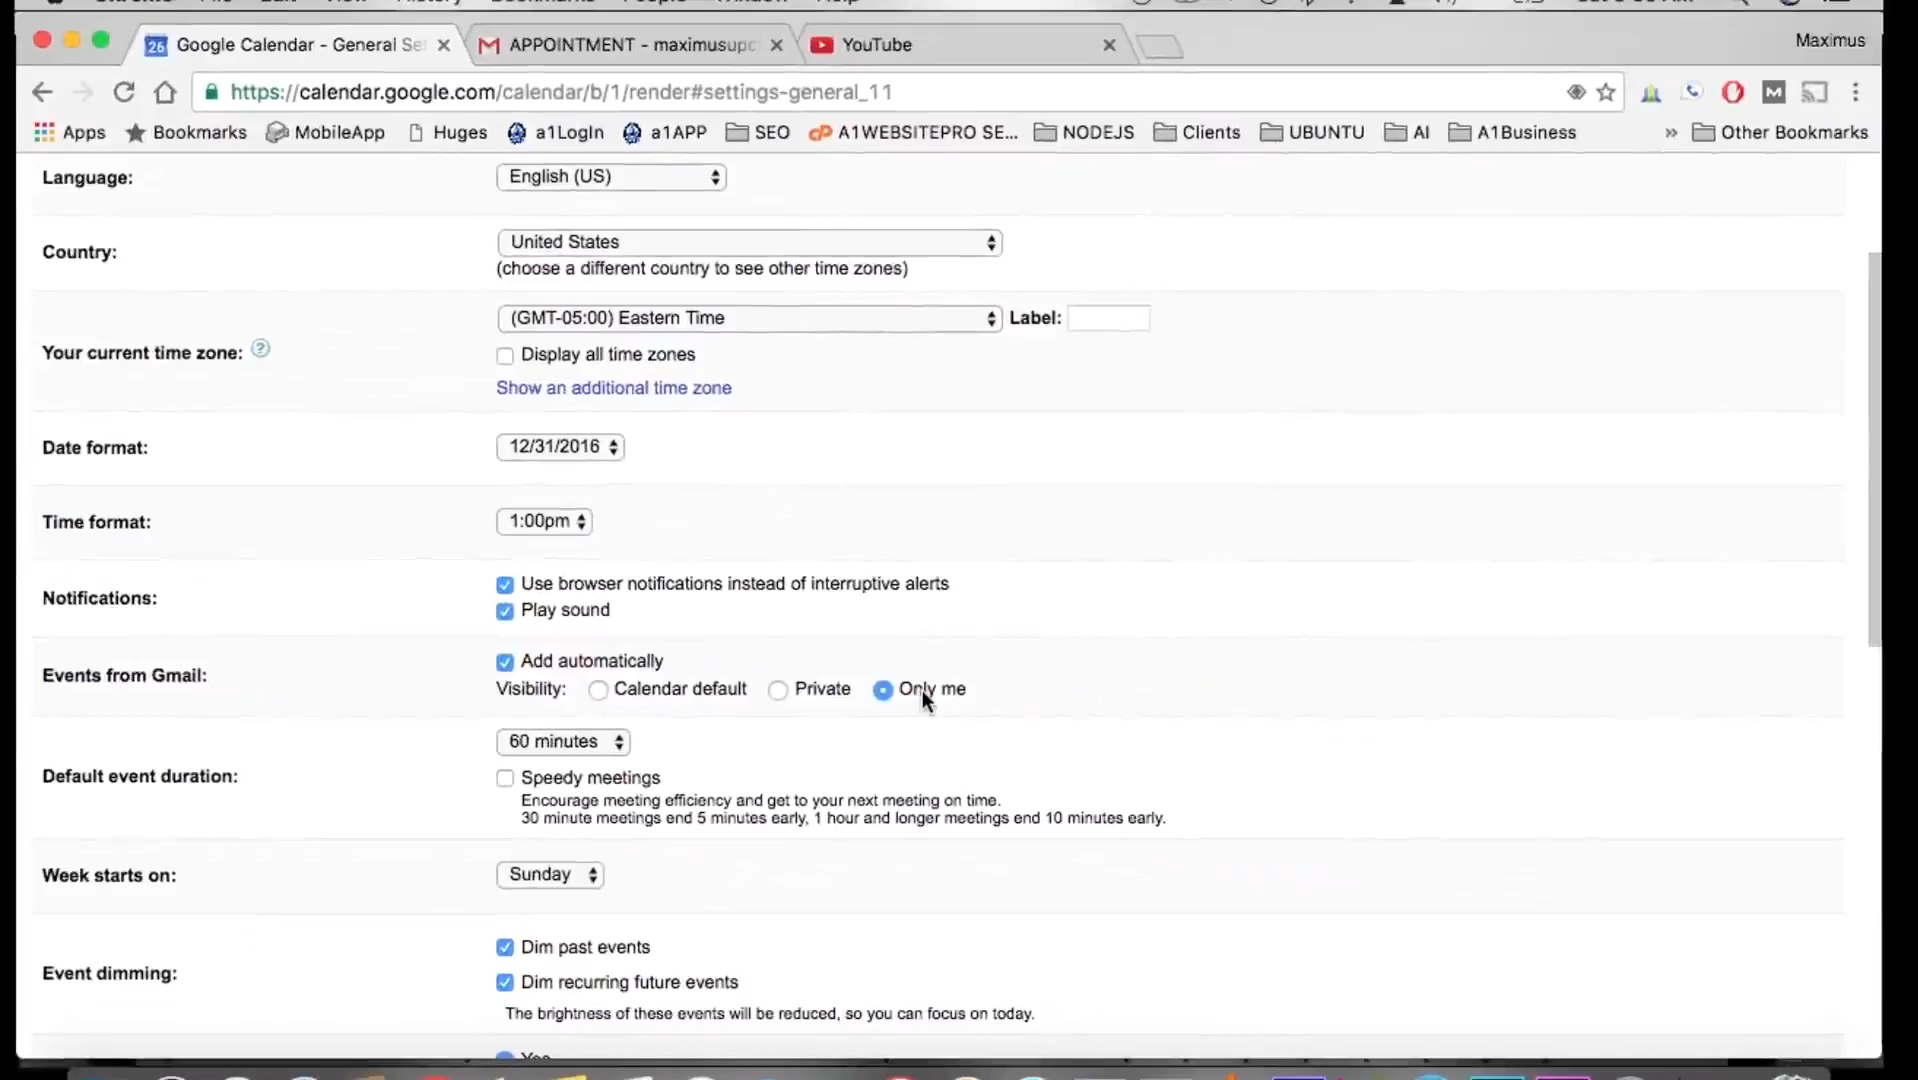 26 Google Calendar - General Se
APPOINTMENT - maximusupc
YouTube
Maximus
https://calendar.google.com/calendar/b/1/render#settings-general_11
Apps
Bookmarks
MobileApp
Huges
a1LogIn
a1APP
SEO
A1WEBSITEPRO SE...
NODEJS
Clients
UBUNTU
AI
A1Business
» Other Bookmarks
Language:
English (US)
Country:
United States
(choose a different country to see other time zones)
Your current time zone: ?
(GMT-05:00) Eastern Time
Label:
Display all time zones
Show an additional time zone
Date format:
12/31/2016
Time format:
1:00pm
Notifications:
Use browser notifications instead of interruptive alerts
Play sound
Events from Gmail:
Add automatically
Visibility: Calendar default Private Only me
Default event duration:
60 minutes
Speedy meetings
Encourage meeting efficiency and get to your next meeting on time.
30 minute meetings end 5 minutes early, 1 hour and longer meetings end 10 minutes early.
Week starts on:
Sunday
Event dimming:
Dim past events
Dim recurring future events
The brightness of these events will be reduced, so you can focus on today.
Yes